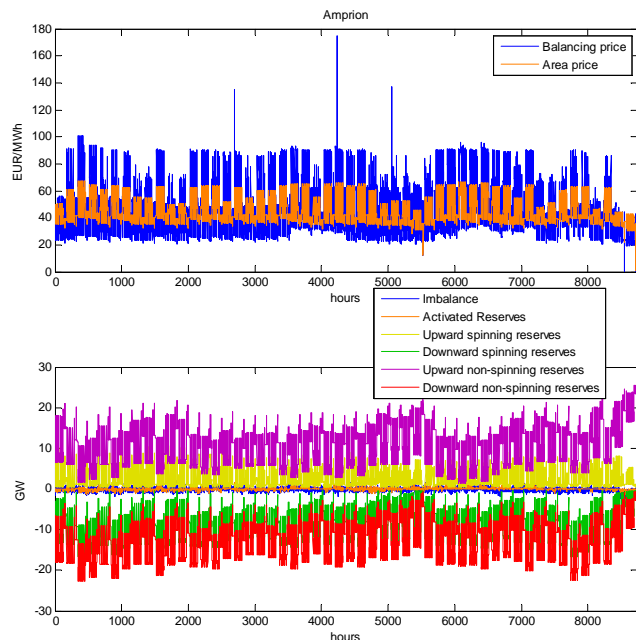 Amprion
180
160
140
120
100
80
60
40
20
0
EUR/MWh
Balancing price
Area price
0 1000 2000 3000 4000 5000 6000 7000 8000
hours
Imbalance
Activated Reserves
Upward spinning reserves
Downward spinning reserves
Upward non-spinning reserves
Downward non-spinning reserves
30
20
10
0
-10
-20
-30
GW
0 1000 2000 3000 4000 5000 6000 7000 8000
hours